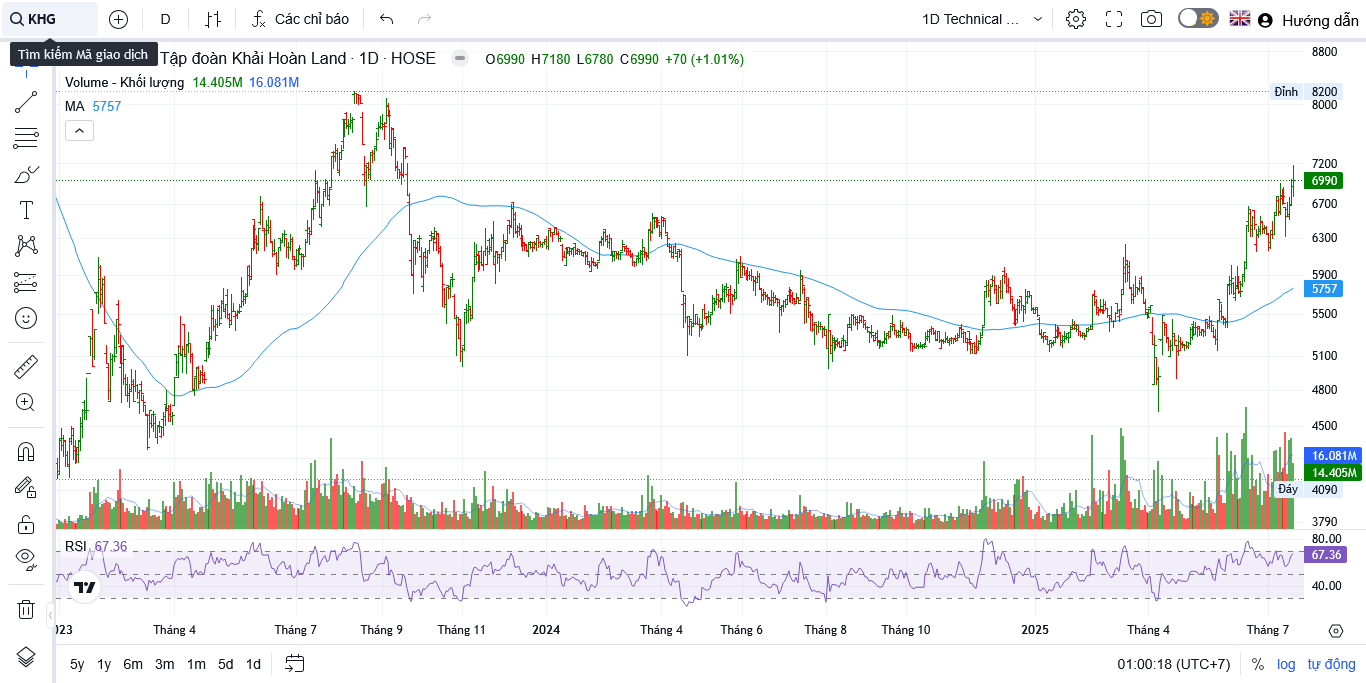 KHG
D
Các chỉ báo
1D Technical ...
Hướng dẫn
Tìm kiếm Mã giao dịch
Tập đoàn Khải Hoàn Land · 1D · HOSE
O6990 H7180 L6780 C6990 +70 (+1.01%)
Volume - Khối lượng 14.405M 16.081M
MA 5757
8800
Đỉnh 8200
8000
7200
6990
6700
6300
5900
5757
5500
5100
4800
4500
16.081M
14.405M
Đáy 4090
3790
RSI 67.36
80.00
67.36
40.00
023 Tháng 4 Tháng 7 Tháng 9 Tháng 11 2024 Tháng 4 Tháng 6 Tháng 8 Tháng 10 2025 Tháng 4 Tháng 7
5y 1y 6m 3m 1m 5d 1d
01:00:18 (UTC+7) % log tự động